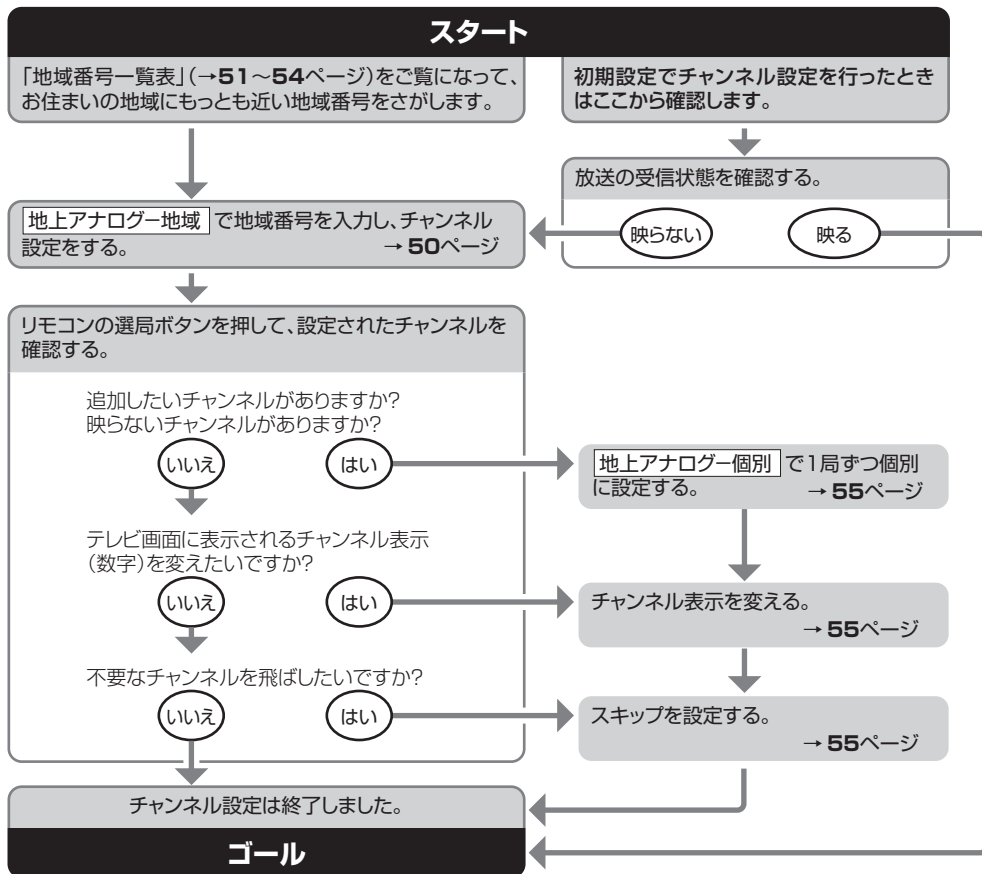 スタート
「地域番号一覧表」(→51～54ページ)をご覧になって、
お住まいの地域にもっとも近い地域番号をさがします。
初期設定でチャンネル設定を行ったとき
はここから確認します。
放送の受信状態を確認する。
映らない
映る
地上アナログー地域 で地域番号を入力し、チャンネル
設定をする。 → 50ページ
リモコンの選局ボタンを押して、設定されたチャンネルを
確認する。
追加したいチャンネルがありますか?
映らないチャンネルがありますか?
いいえ
はい
地上アナログー個別 で1局ずつ個別
に設定する。 → 55ページ
テレビ画面に表示されるチャンネル表示
(数字)を変えたいですか?
いいえ
はい
チャンネル表示を変える。
→ 55ページ
不要なチャンネルを飛ばしたいですか?
いいえ
はい
スキップを設定する。
→ 55ページ
チャンネル設定は終了しました。
ゴール